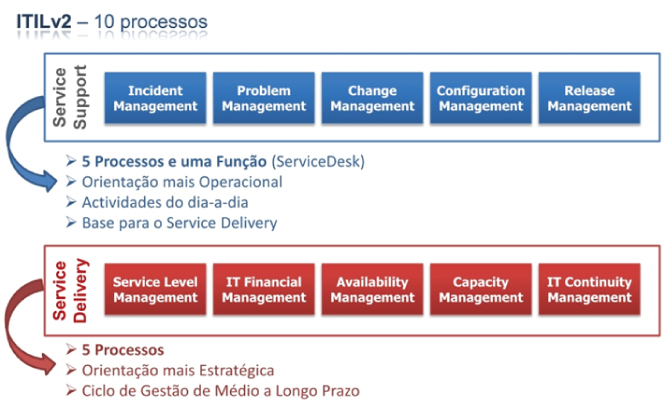 ITILv2 – 10 processos
Service
Support
Incident
Management
Problem
Management
Change
Management
Configuration
Management
Release
Management
➢ 5 Processos e uma Função (ServiceDesk)
➢ Orientação mais Operacional
➢ Actividades do dia-a-dia
➢ Base para o Service Delivery
Service
Delivery
Service Level
Management
IT Financial
Management
Availability
Management
Capacity
Management
IT Continuity
Management
➢ 5 Processos
➢ Orientação mais Estratégica
➢ Ciclo de Gestão de Médio a Longo Prazo